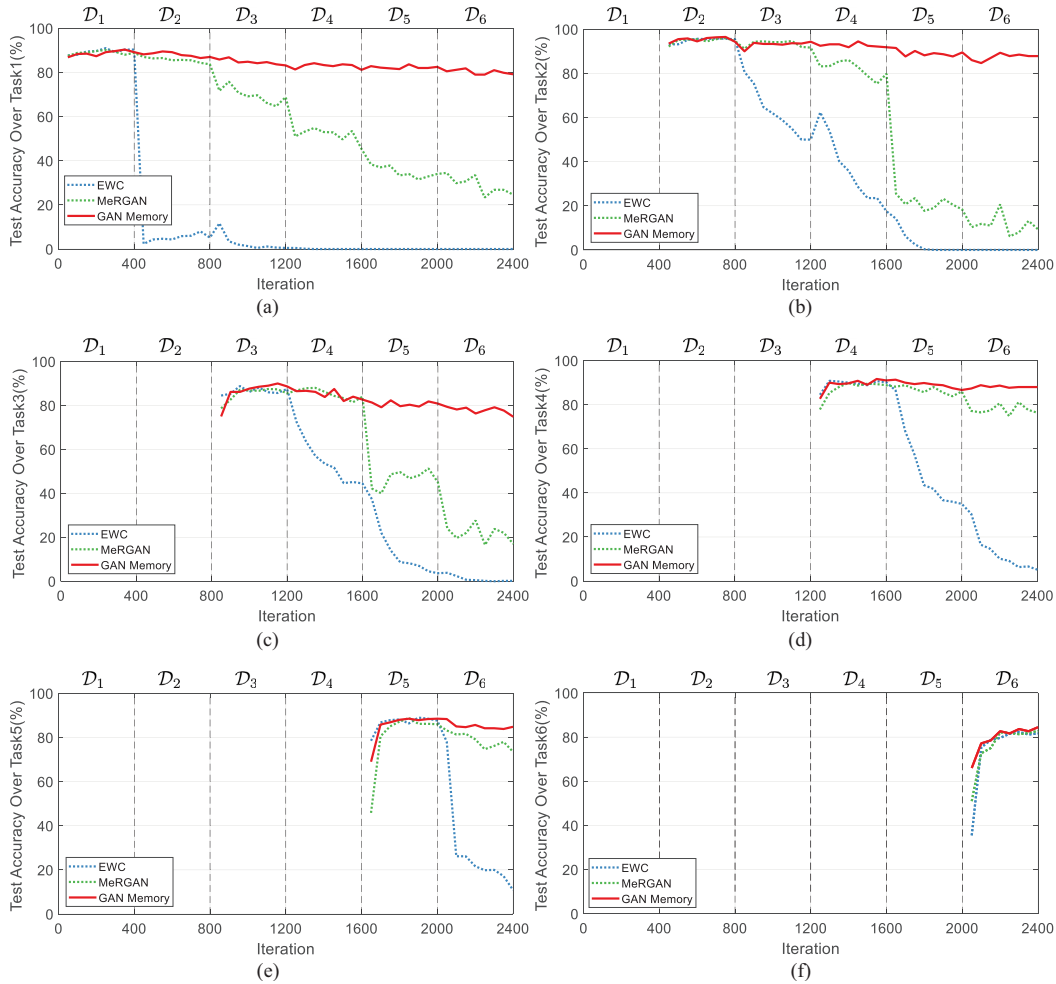 D1 D2 D3 D4 D5 D6
Test Accuracy Over Task1(%)
100
80
60
40
20
0
EWC
MeRGAN
GAN Memory
0 400 800 1200 1600 2000 2400
Iteration
(a)
D1 D2 D3 D4 D5 D6
Test Accuracy Over Task2(%)
100
80
60
40
20
0
EWC
MeRGAN
GAN Memory
0 400 800 1200 1600 2000 2400
Iteration
(b)
D1 D2 D3 D4 D5 D6
Test Accuracy Over Task3(%)
100
80
60
40
20
0
EWC
MeRGAN
GAN Memory
0 400 800 1200 1600 2000 2400
Iteration
(c)
D1 D2 D3 D4 D5 D6
Test Accuracy Over Task4(%)
100
80
60
40
20
0
EWC
MeRGAN
GAN Memory
0 400 800 1200 1600 2000 2400
Iteration
(d)
D1 D2 D3 D4 D5 D6
Test Accuracy Over Task5(%)
100
80
60
40
20
0
EWC
MeRGAN
GAN Memory
0 400 800 1200 1600 2000 2400
Iteration
(e)
D1 D2 D3 D4 D5 D6
Test Accuracy Over Task6(%)
100
80
60
40
20
0
EWC
MeRGAN
GAN Memory
0 400 800 1200 1600 2000 2400
Iteration
(f)